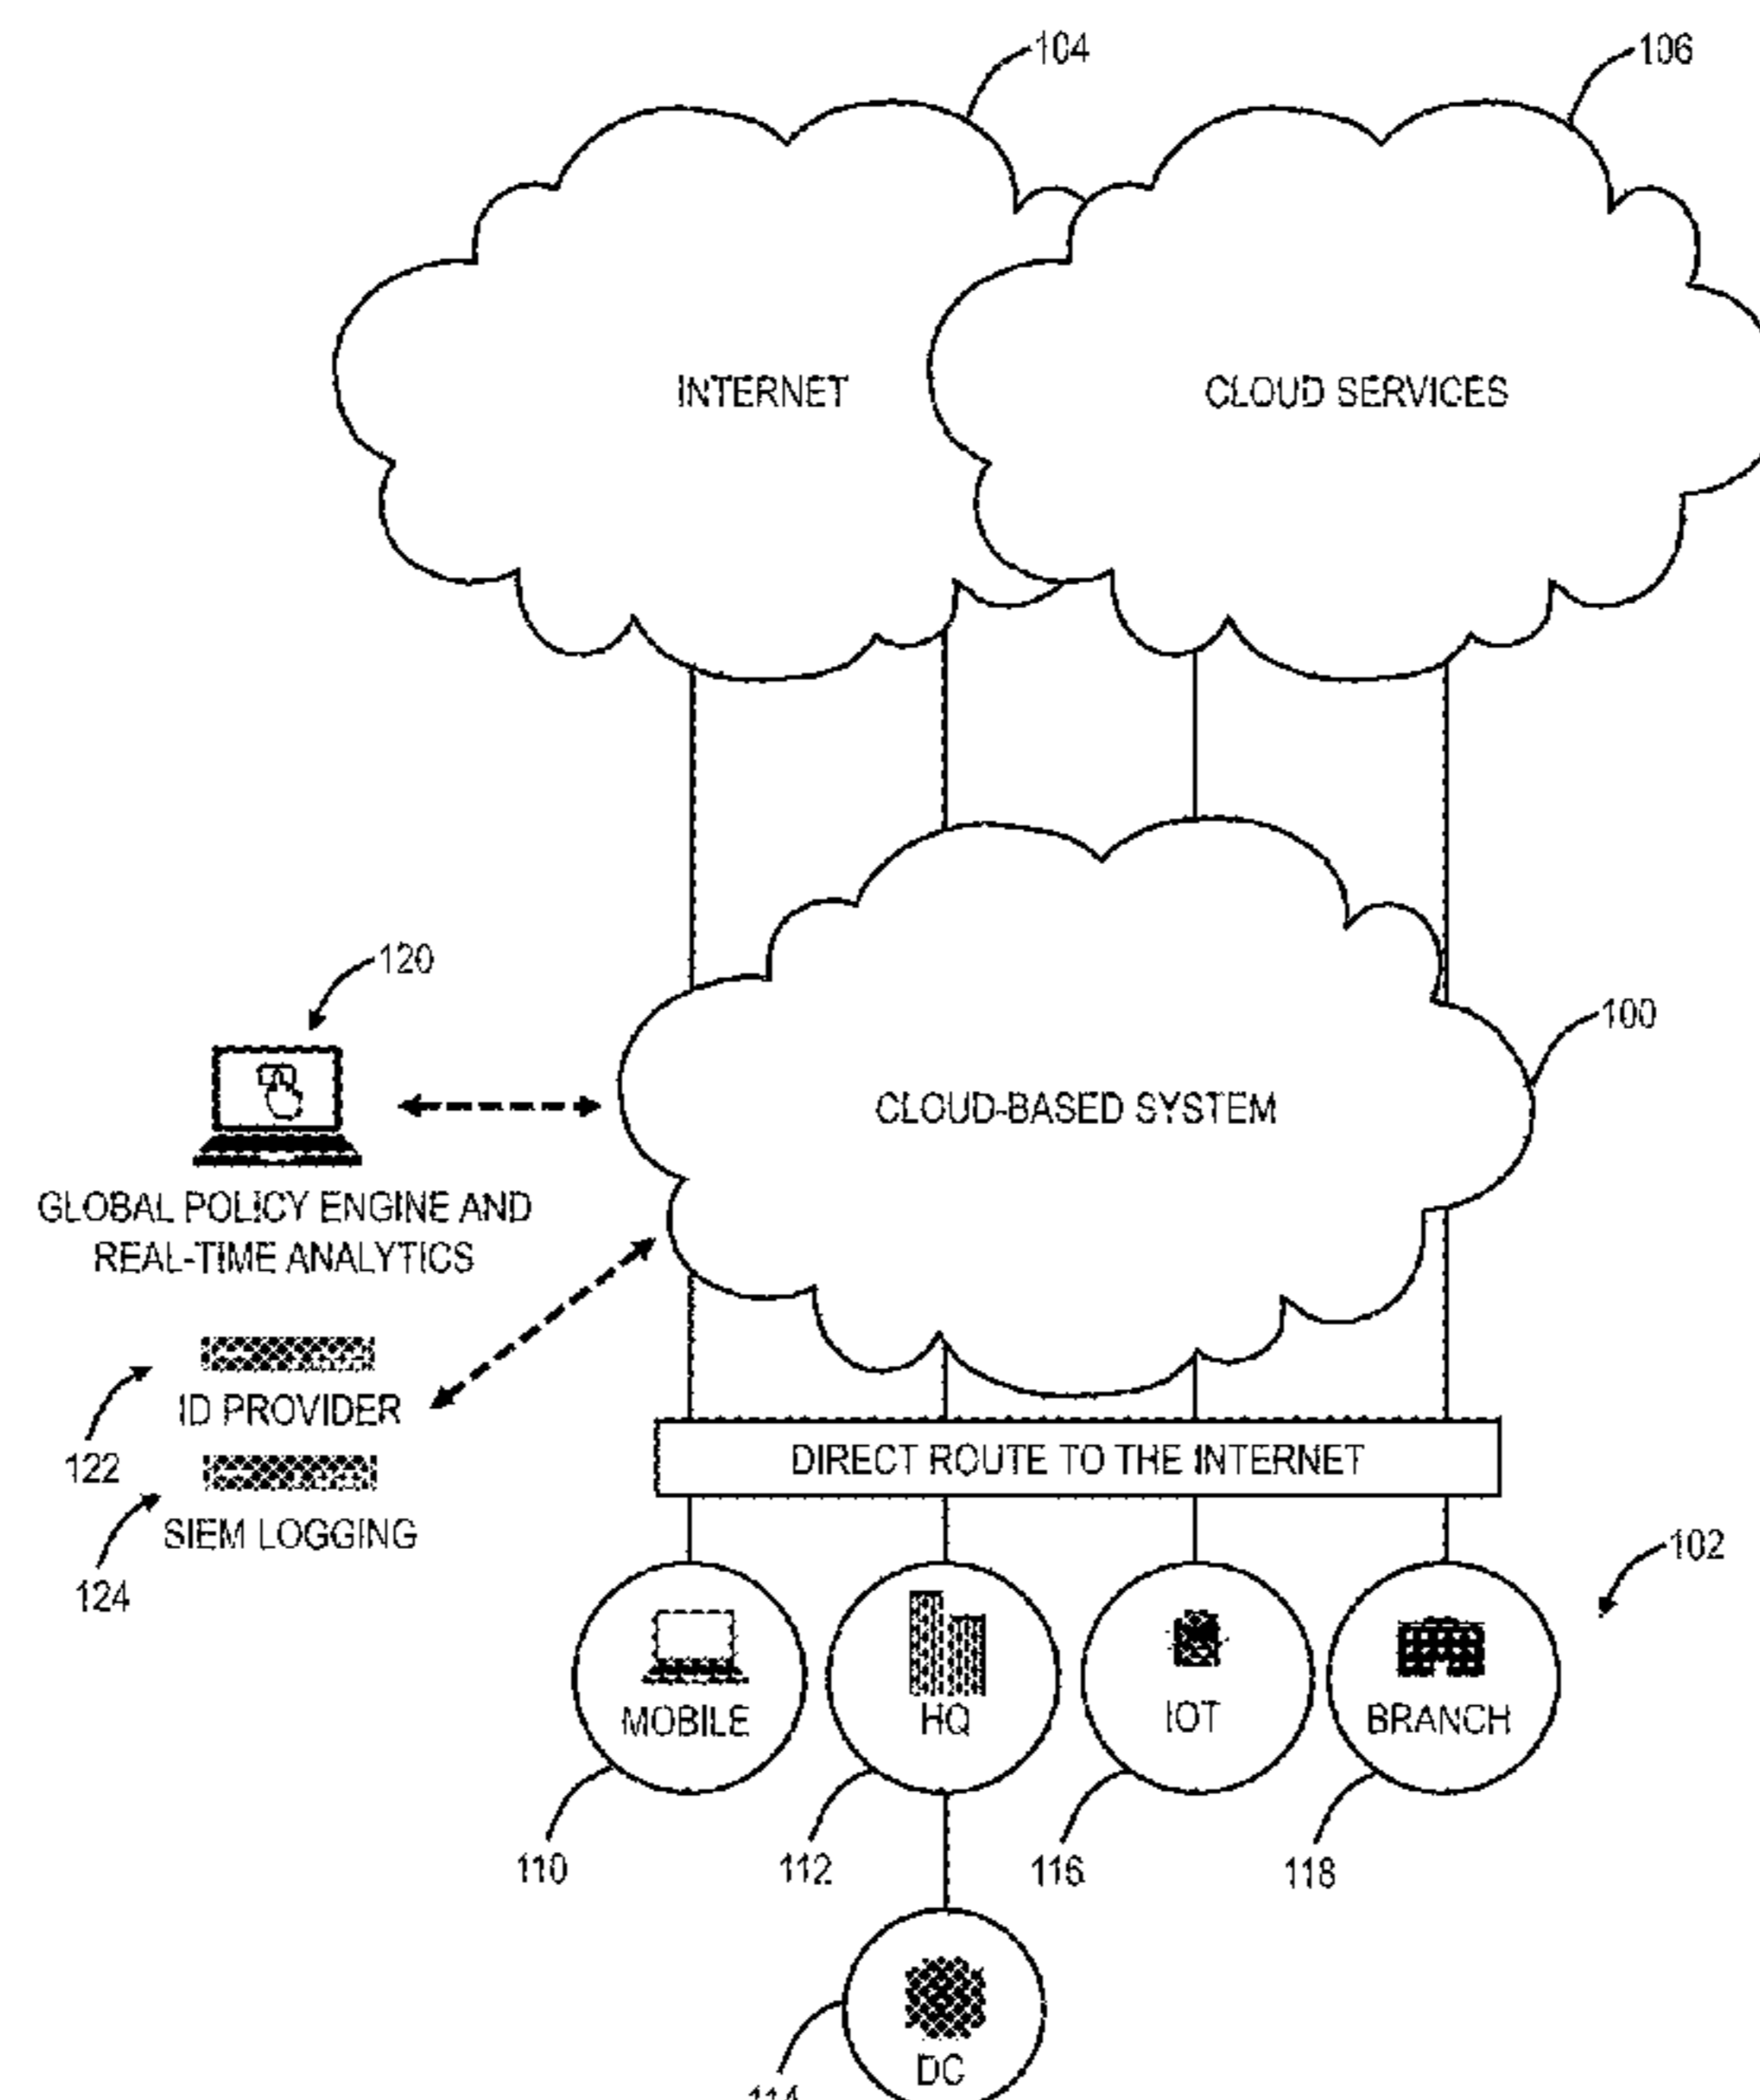 104
106
INTERNET
CLOUD SERVICES
120
100
CLOUD-BASED SYSTEM
GLOBAL POLICY ENGINE AND
REAL-TIME ANALYTICS
ID PROVIDER
122
DIRECT ROUTE TO THE INTERNET
SIEM LOGGING
124
102
MOBILE
HQ
IOT
BRANCH
110
112
116
118
DC
114